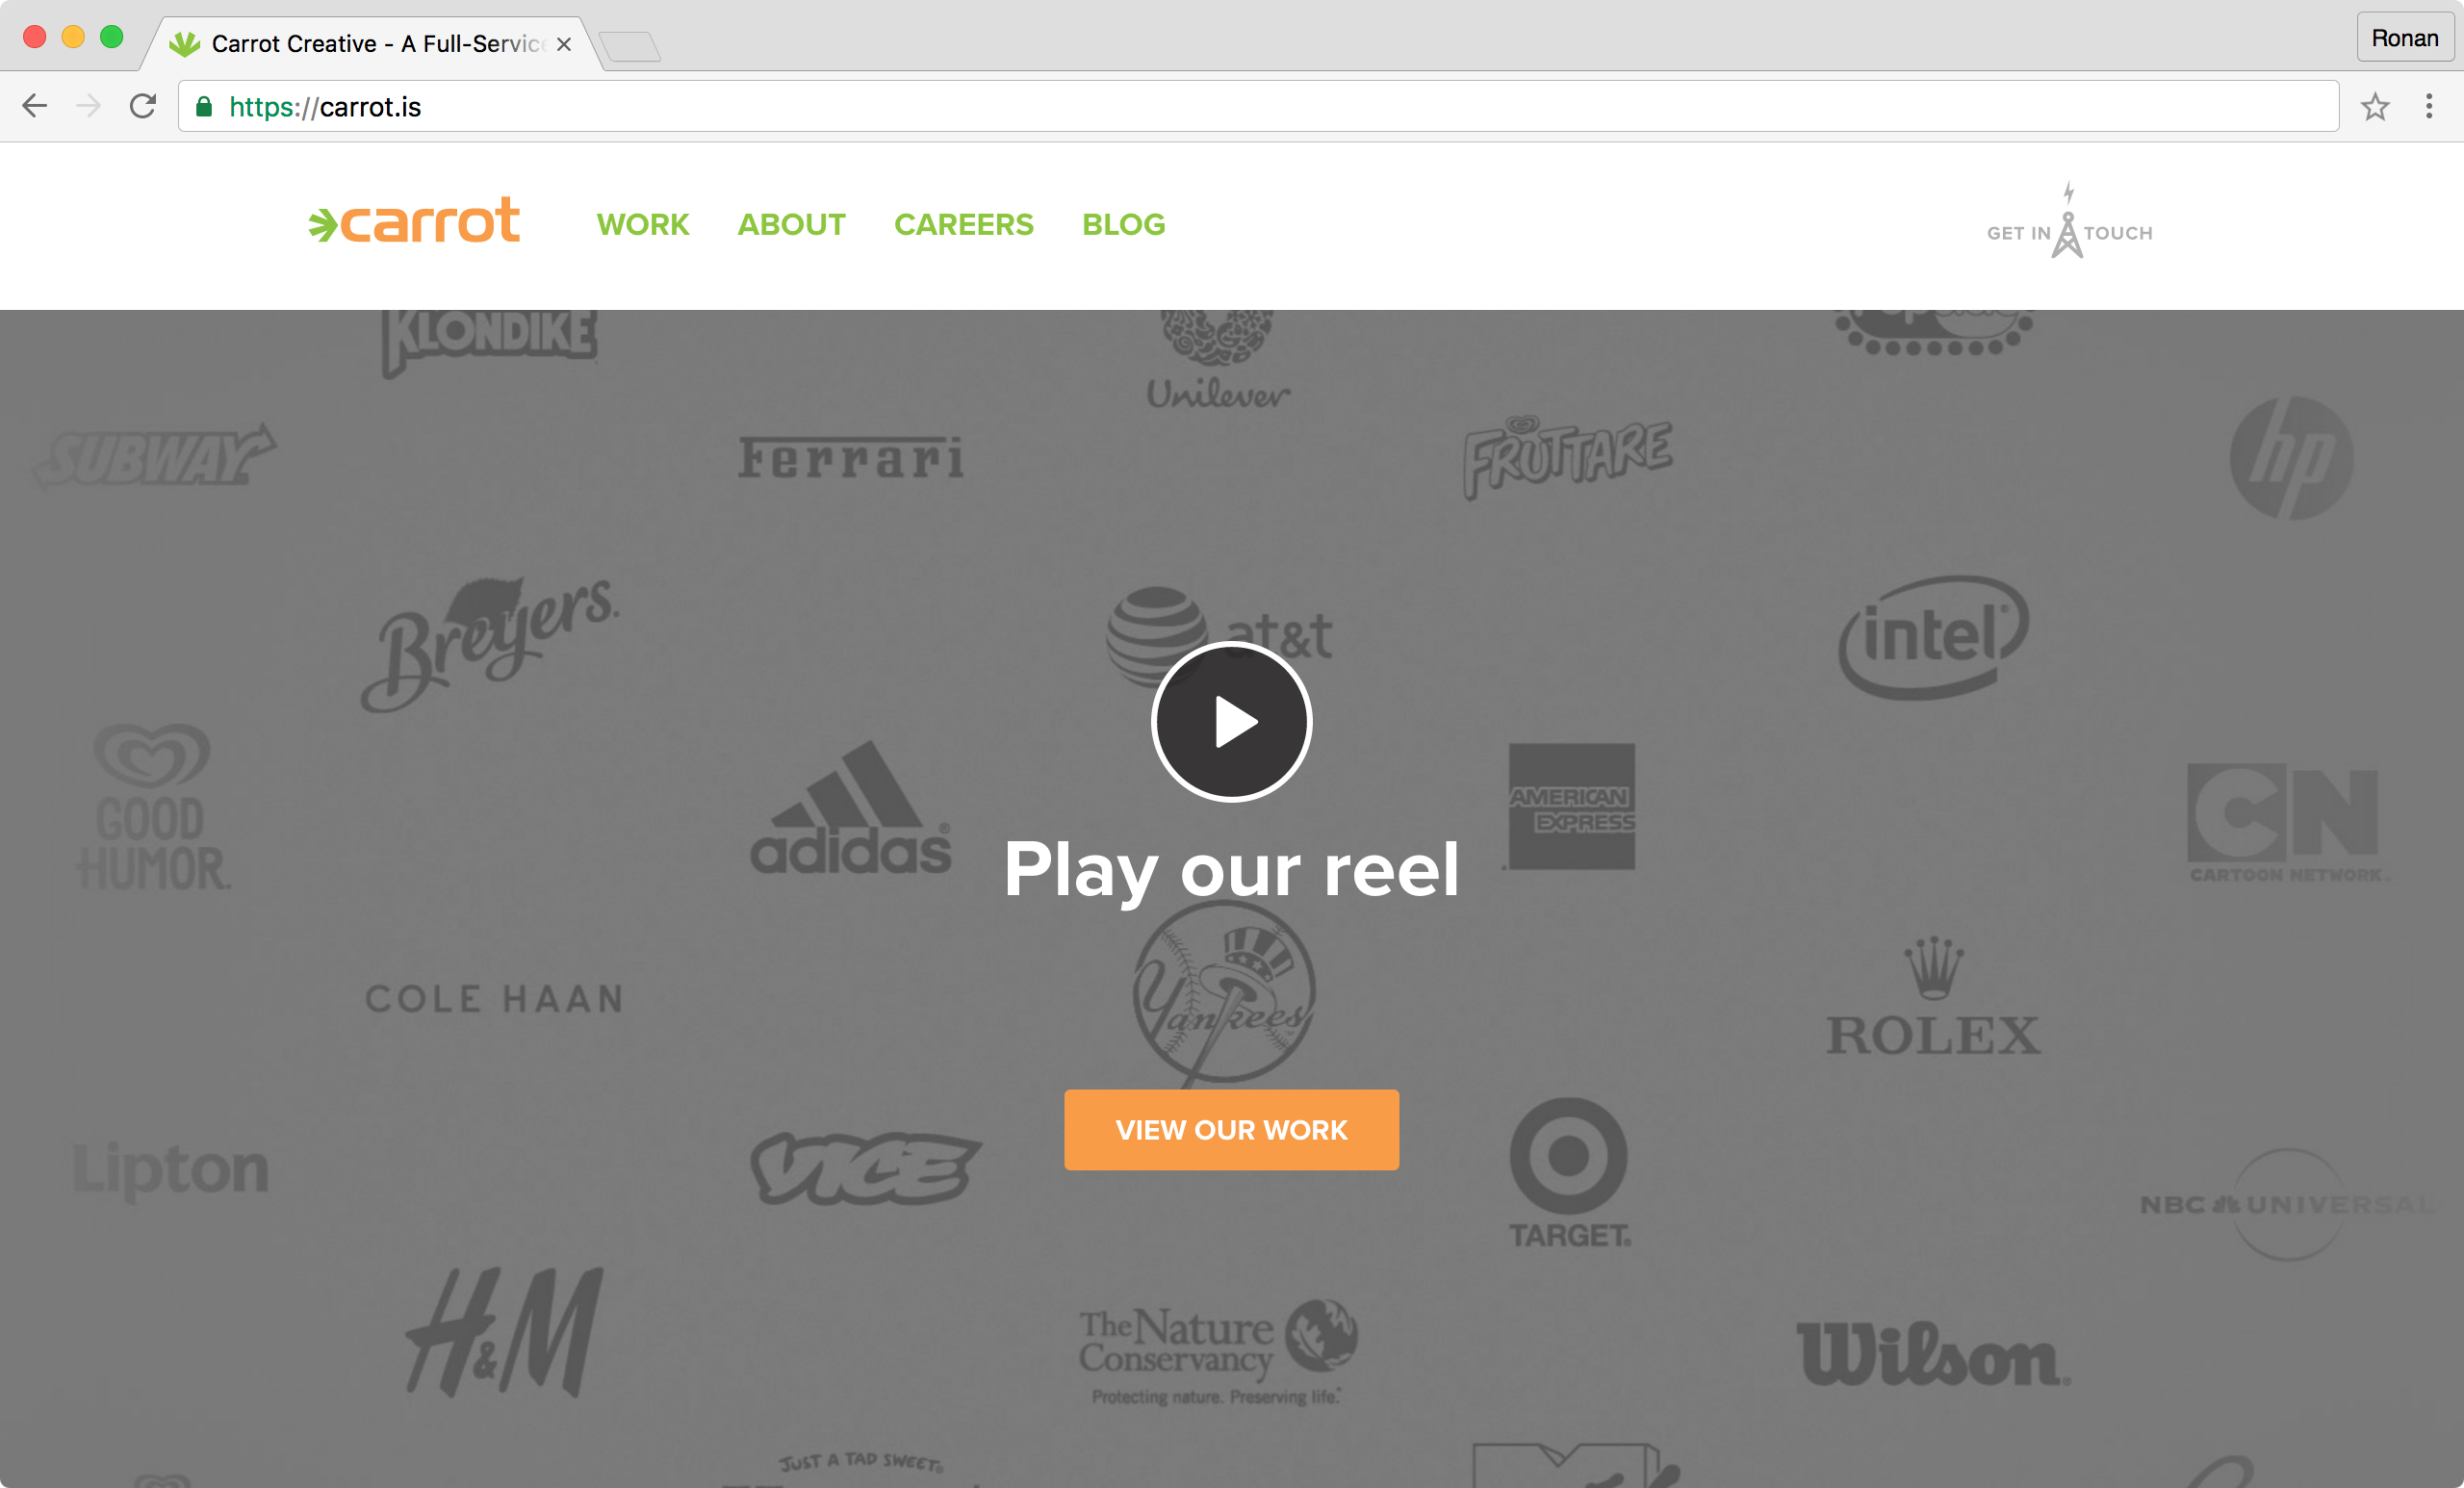 Carrot Creative - A Full-Service
Ronan
https://carrot.is
carrot
WORK
ABOUT
CAREERS
BLOG
GET IN TOUCH
KLONDIKE
Unilever
SUBWAY
Ferrari
FRUTTARE
hp
Breyers.
at&t
intel®
GOOD
HUMOR.
adidas®
AMERICAN
EXPRESS
CN
CARTOON NETWORK
Play our reel
COLE HAAN
Yankees
ROLEX
VIEW OUR WORK
Lipton
VICE
TARGET
NBC UNIVERSAL
H&M
The Nature
Conservancy
Protecting nature. Preserving life.
Wilson
JUST A TAD SWEET